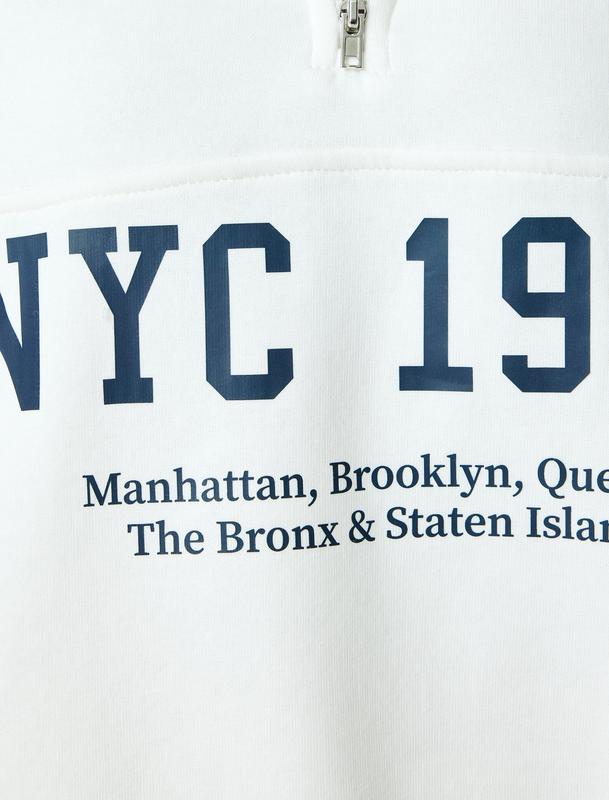 NYC 19
Manhattan, Brooklyn, Que
The Bronx & Staten Islan